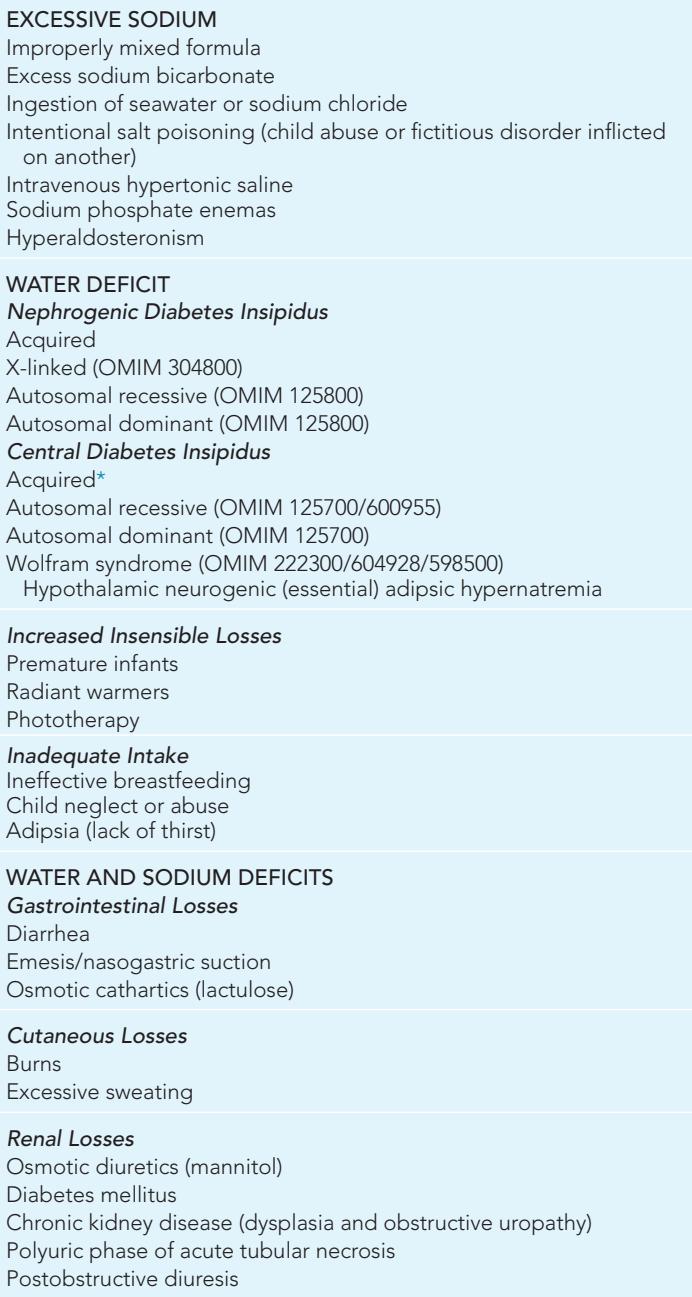 EXCESSIVE SODIUM
Improperly mixed formula
Excess sodium bicarbonate
Ingestion of seawater or sodium chloride
Intentional salt poisoning (child abuse or fictitious disorder inflicted
on another)
Intravenous hypertonic saline
Sodium phosphate enemas
Hyperaldosteronism
WATER DEFICIT
Nephrogenic Diabetes Insipidus
Acquired
X-linked (OMIM 304800)
Autosomal recessive (OMIM 125800)
Autosomal dominant (OMIM 125800)
Central Diabetes Insipidus
Acquired*
Autosomal recessive (OMIM 125700/600955)
Autosomal dominant (OMIM 125700)
Wolfram syndrome (OMIM 222300/604928/598500)
Hypothalamic neurogenic (essential) adipsic hypernatremia
Increased Insensible Losses
Premature infants
Radiant warmers
Phototherapy
Inadequate Intake
Ineffective breastfeeding
Child neglect or abuse
Adipsia (lack of thirst)
WATER AND SODIUM DEFICITS
Gastrointestinal Losses
Diarrhea
Emesis/nasogastric suction
Osmotic cathartics (lactulose)
Cutaneous Losses
Burns
Excessive sweating
Renal Losses
Osmotic diuretics (mannitol)
Diabetes mellitus
Chronic kidney disease (dysplasia and obstructive uropathy)
Polyuric phase of acute tubular necrosis
Postobstructive diuresis